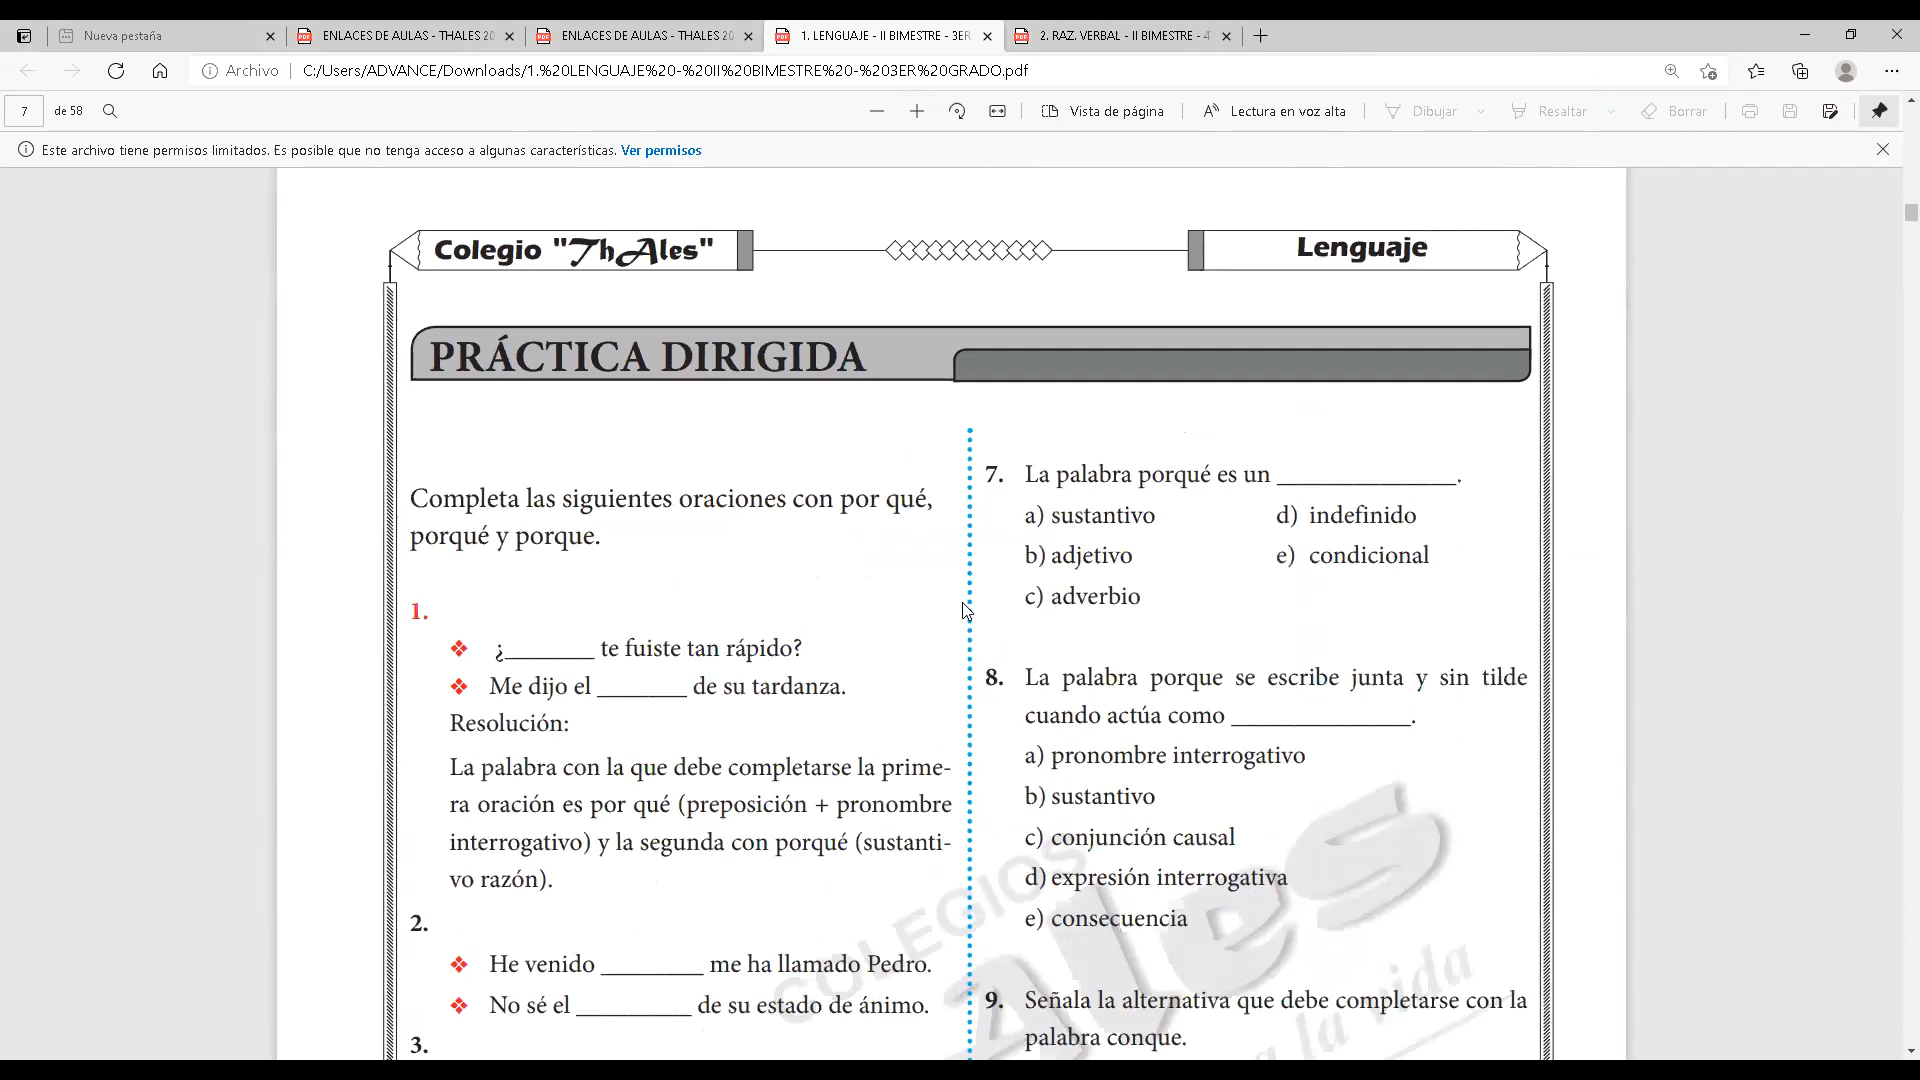 Nueva pestaña
ENLACES DE AULAS - THALES 20
ENLACES DE AULAS - THALES 20
1. LENGUAJE - II BIMESTRE - 3ER
2. RAZ. VERBAL - II BIMESTRE - 4
Archivo
C:/Users/ADVANCE/Downloads/1.%20LENGUAJE%20-%20II%20BIMESTRE%20-%203ER%20GRADO.pdf
7 de 58
Vista de página
Lectura en voz alta
Dibujar
Resaltar
Borrar
Este archivo tiene permisos limitados. Es posible que no tenga acceso a algunas características. Ver permisos
Colegio "ThAles"
Lenguaje
PRÁCTICA DIRIGIDA
Completa las siguientes oraciones con por qué,
porqué y porque.
1.
❖ ¿_______ te fuiste tan rápido?
❖ Me dijo el _______ de su tardanza.
Resolución:
La palabra con la que debe completarse la prime-
ra oración es por qué (preposición + pronombre
interrogativo) y la segunda con porqué (sustanti-
vo razón).
2.
❖ He venido ________ me ha llamado Pedro.
❖ No sé el _________ de su estado de ánimo.
3.
7. La palabra porqué es un ______________.
a) sustantivo d) indefinido
b) adjetivo e) condicional
c) adverbio
8. La palabra porque se escribe junta y sin tilde
cuando actúa como ______________.
a) pronombre interrogativo
b) sustantivo
c) conjunción causal
d) expresión interrogativa
e) consecuencia
9. Señala la alternativa que debe completarse con la
palabra conque.
COLEGIOS
Ales
a la vida